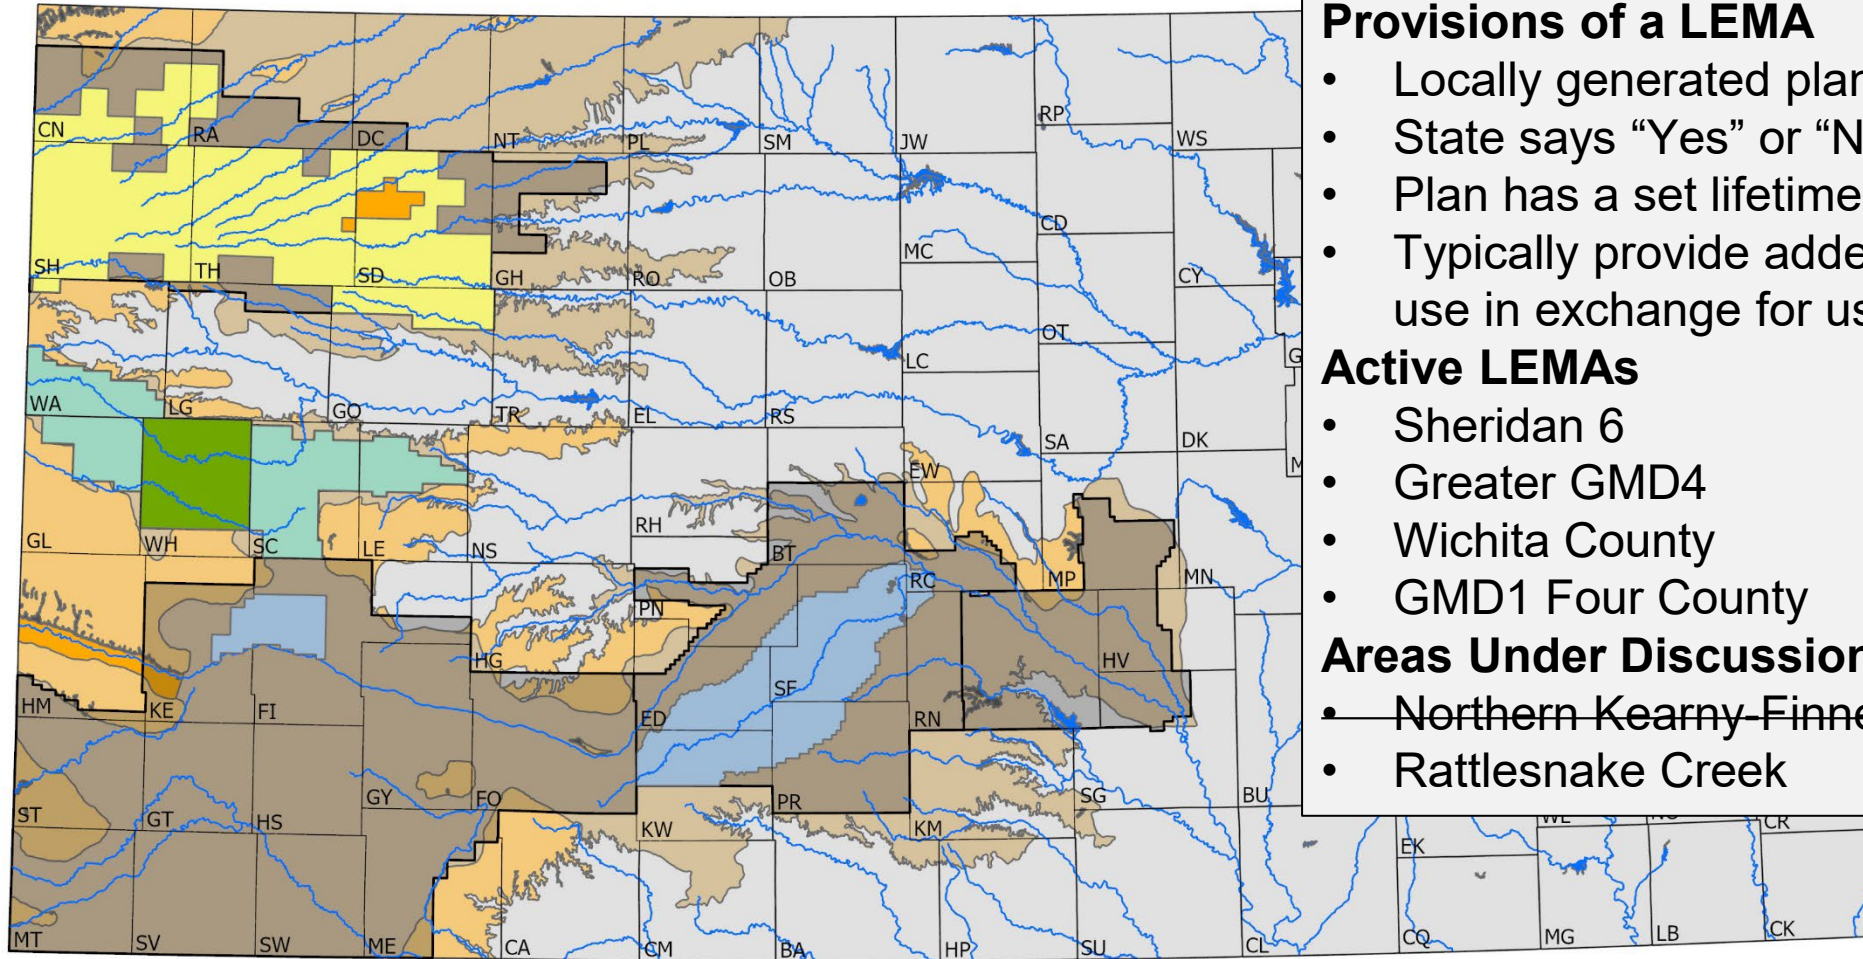 Provisions of a LEMA
• Locally generated plan
• State says “Yes” or “N
• Plan has a set lifetime
• Typically provide adde
use in exchange for us
Active LEMAs
• Sheridan 6
• Greater GMD4
• Wichita County
• GMD1 Four County
Areas Under Discussion
• Northern Kearny-Finne
• Rattlesnake Creek
CN RA DC NT PL SM JW RP WS
SH TH SD GH RO OB MC CD CY
WA LG GO TR EL RS LC OT G
GL WH SC LE NS RH BT EW SA DK M
RC MP MN
PN
HG HV
HM KE FI ED SF RN
ST GT HS GY FO PR SG BU
KW KM EK CR
MT SV SW ME CA CM BA HP SU CL CQ MG LB CK